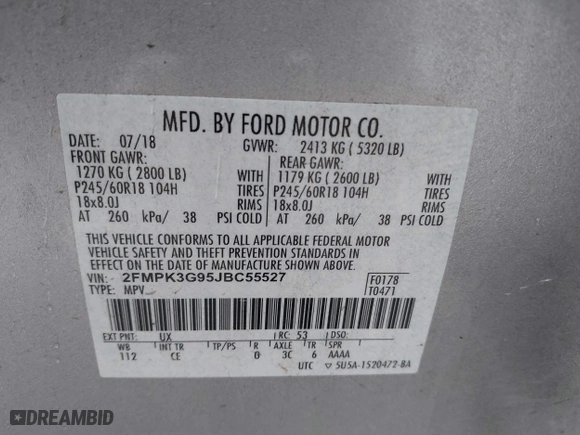 MFD. BY FORD MOTOR CO.
DATE: 07/18 GVWR: 2413 KG ( 5320 LB)
FRONT GAWR: REAR GAWR:
1270 KG ( 2800 LB) WITH 1179 KG ( 2600 LB) WITH
P245/60R18 104H TIRES P245/60R18 104H TIRES
18x8.0J RIMS 18x8.0J RIMS
AT 260 kPa/ 38 PSI COLD AT 260 kPa/ 38 PSI COLD
THIS VEHICLE CONFORMS TO ALL APPLICABLE FEDERAL MOTOR
VEHICLE SAFETY AND THEFT PREVENTION STANDARDS IN
EFFECT ON THE DATE OF MANUFACTURE SHOWN ABOVE.
VIN: 2FMPK3G95JBC55527 F0178
TYPE: MPV T0471
EXT PNT: UX RC: 53 DSO:
WB INT TR TP/PS R AXLE TR SPR
112 CE 3C 6 AAAA
UTC ▽ 5U5A-1520472-BA
DREAMBID